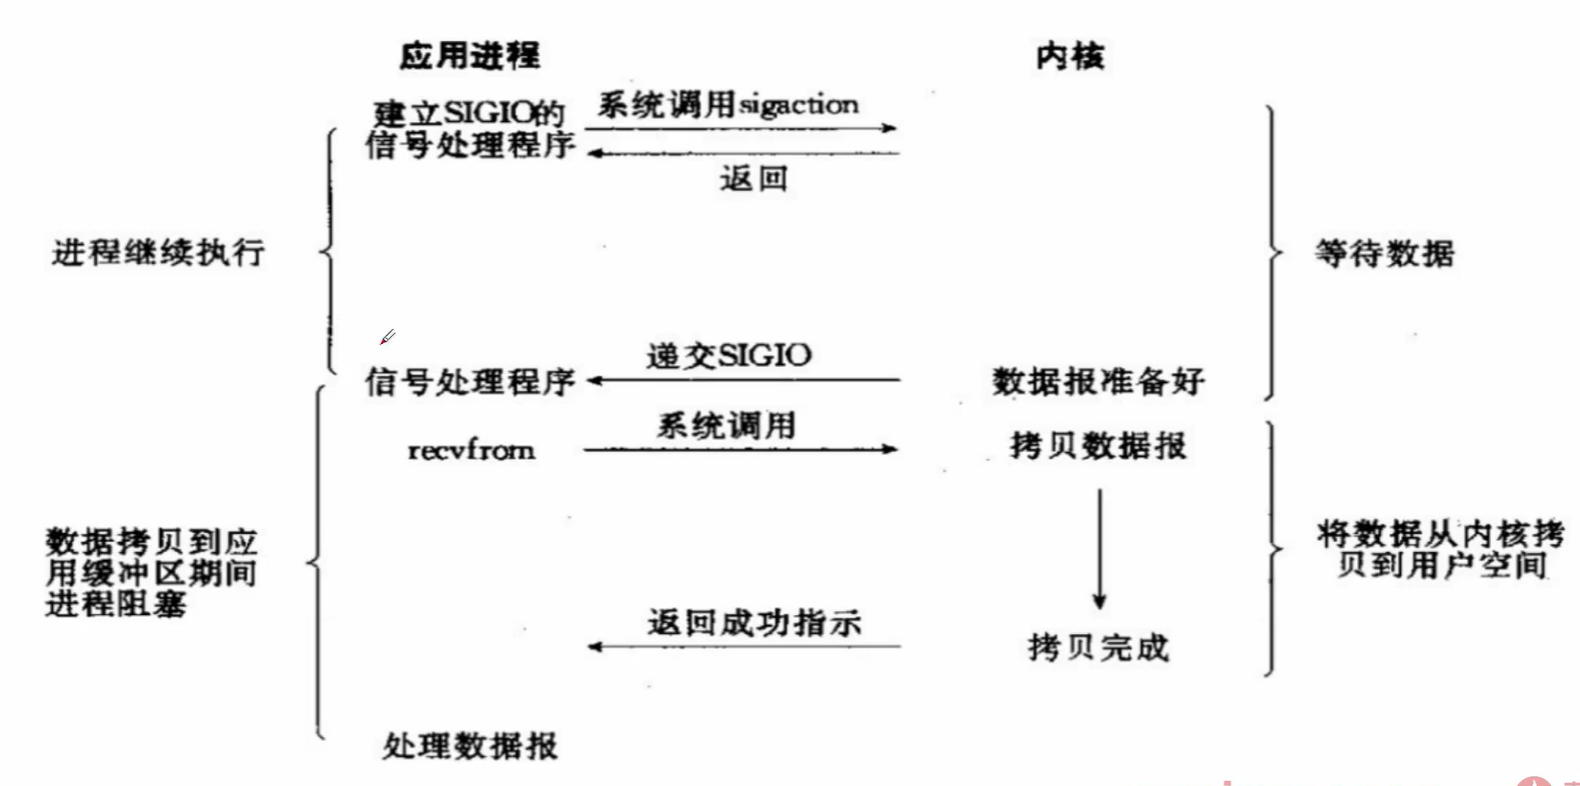 应用进程
内核
建立SIGIO的
信号处理程序
系统调用sigaction
返回
进程继续执行
等待数据
递交SIGIO
信号处理程序
数据报准备好
系统调用
recvfrom
拷贝数据报
数据拷贝到应
用缓冲区期间
进程阻塞
将数据从内核拷
贝到用户空间
返回成功指示
拷贝完成
处理数据报